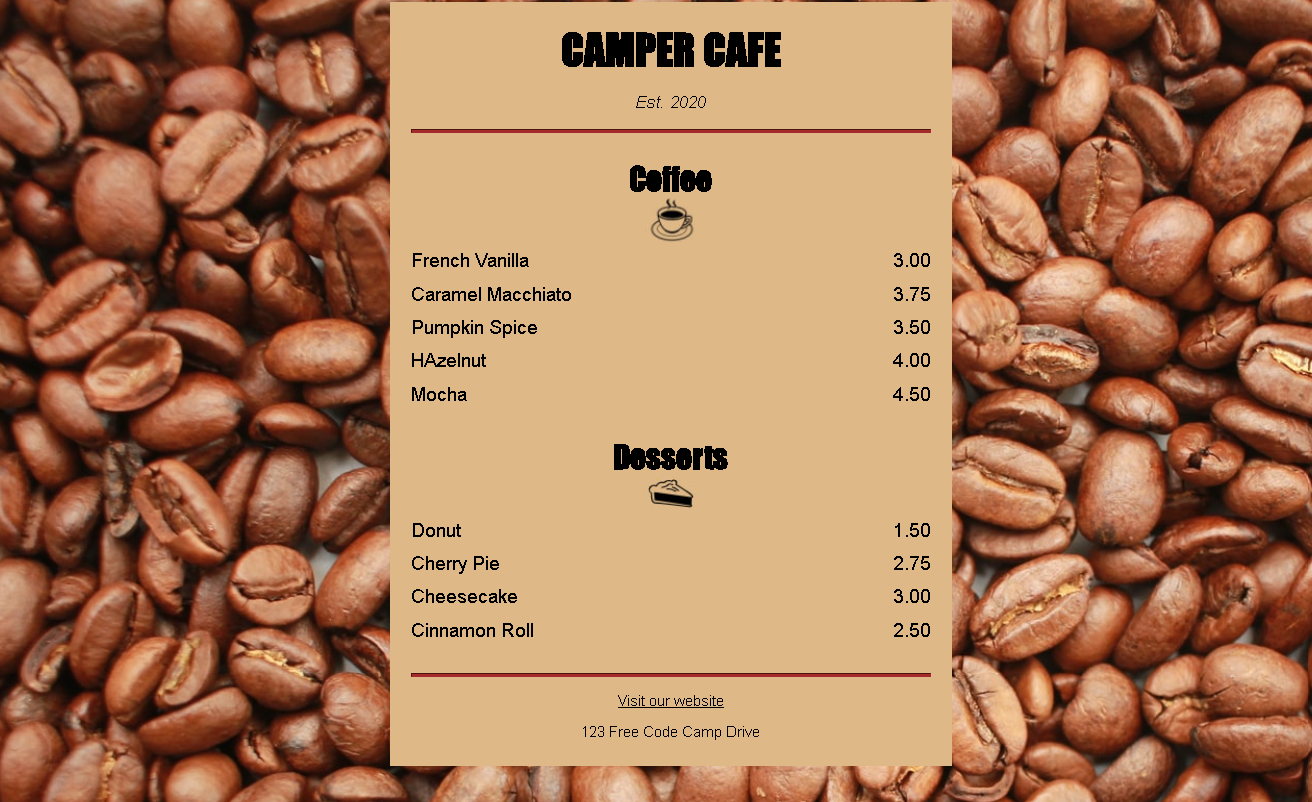 CAMPER CAFE
Est. 2020
Coffee
French Vanilla 3.00
Caramel Macchiato 3.75
Pumpkin Spice 3.50
HAzelnut 4.00
Mocha 4.50
Desserts
Donut 1.50
Cherry Pie 2.75
Cheesecake 3.00
Cinnamon Roll 2.50
Visit our website
123 Free Code Camp Drive